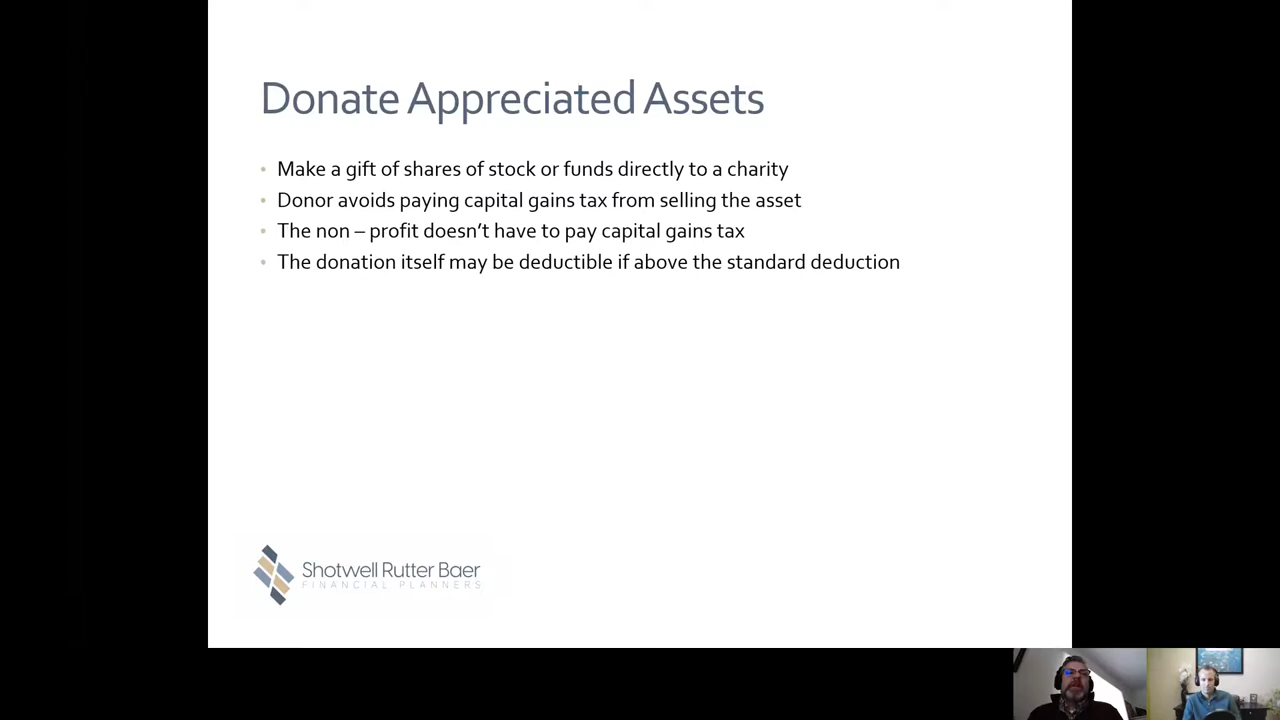 Donate Appreciated Assets
• Make a gift of shares of stock or funds directly to a charity
• Donor avoids paying capital gains tax from selling the asset
• The non – profit doesn’t have to pay capital gains tax
• The donation itself may be deductible if above the standard deduction
Shotwell Rutter Baer
FINANCIAL PLANNERS